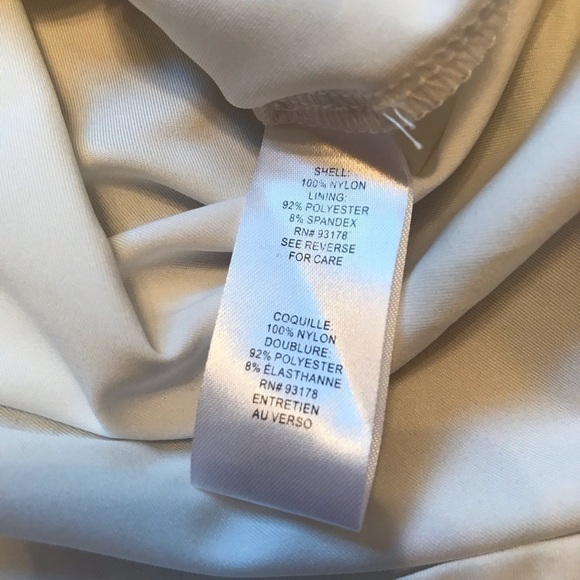 SHELL:
100% NYLON
LINING:
92% POLYESTER
8% SPANDEX
RN# 93178
SEE REVERSE
FOR CARE
COQUILLE:
100% NYLON
DOUBLURE:
92% POLYESTER
8% ÉLASTHANNE
RN# 93178
ENTRETIEN
AU VERSO